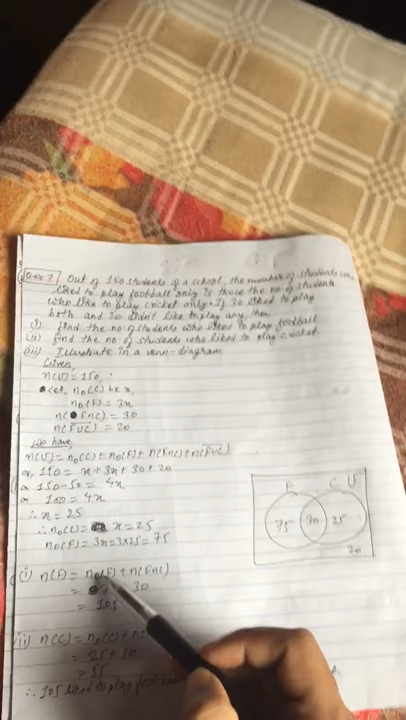 Q.No 7 Out of 150 students of a school, the number of students who
liked to play football only is thrice the no of students
who like to play cricket only. If 30 liked to play
both and 20 didn't like to play any, then
(i) find the no of students who liked to play football
(ii) find the no. of students who liked to play cricket.
(iii) Illustrate in a venn-diagram
Given,
n(U) = 150,
Let, n₀(C) be x,
n₀(F) = 3x
n(F∩C) = 30
n(F∪C) = 20
We have,
n(U) = n₀(C) + n₀(F) + n(F∩C) + n(F∪C)
or, 150 = x + 3x + 30 + 20
or 150 - 50 = 4x
or 100 = 4x
∴ x = 25
∴ n₀(C) = x = 25
n₀(F) = 3x = 3x25 = 75
F C U
75 30 25
20
(i) n(F) = n₀(F) + n(F∩C)
= 30
= 105
(ii) n(C) = n₀(C) + n(
= 25 + 30
= 55
∴ 105 liked to play